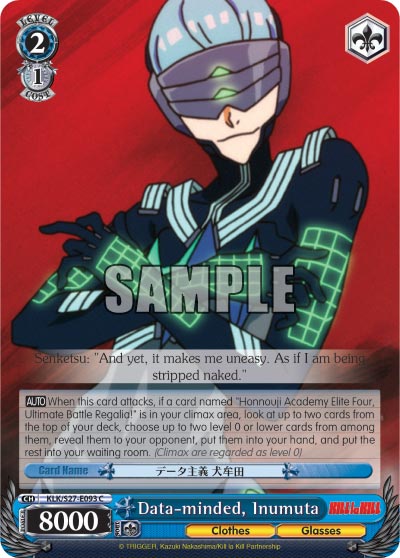 LEVEL
2
1
COST
SAMPLE
Senketsu: "And yet, it makes me uneasy. As if I am being
stripped naked."
AUTO When this card attacks, if a card named "Honnouji Academy Elite Four,
Ultimate Battle Regalia!" is in your climax area, look at up to two cards from
the top of your deck, choose up to two level 0 or lower cards from among
them, reveal them to your opponent, put them into your hand, and put the
rest into your waiting room. (Climax are regarded as level 0)
Card Name データ主義 犬牟田
CH KLK/S27-E093 C
POWER 8000 SOUL Data-minded, Inumuta KILL la KILL
Clothes Glasses
© TRIGGER, Kazuki Nakashima/Kill la Kill Partnership